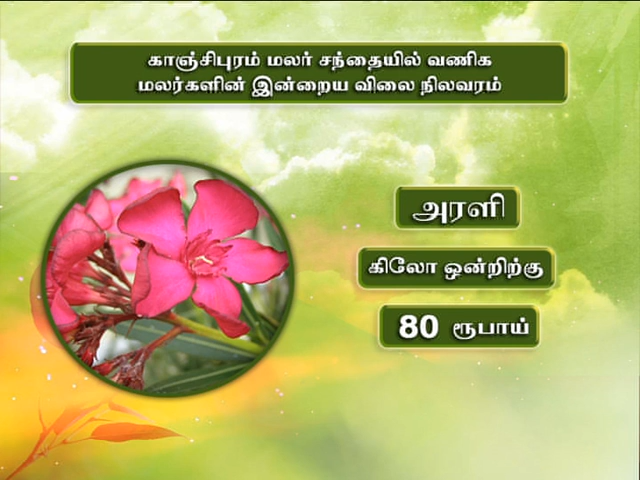 காஞ்சிபுரம் மலர் சந்தையில் வணிக
மலர்களின் இன்றைய விலை நிலவரம்
அரளி
கிலோ ஒன்றிற்கு
80 ரூபாய்